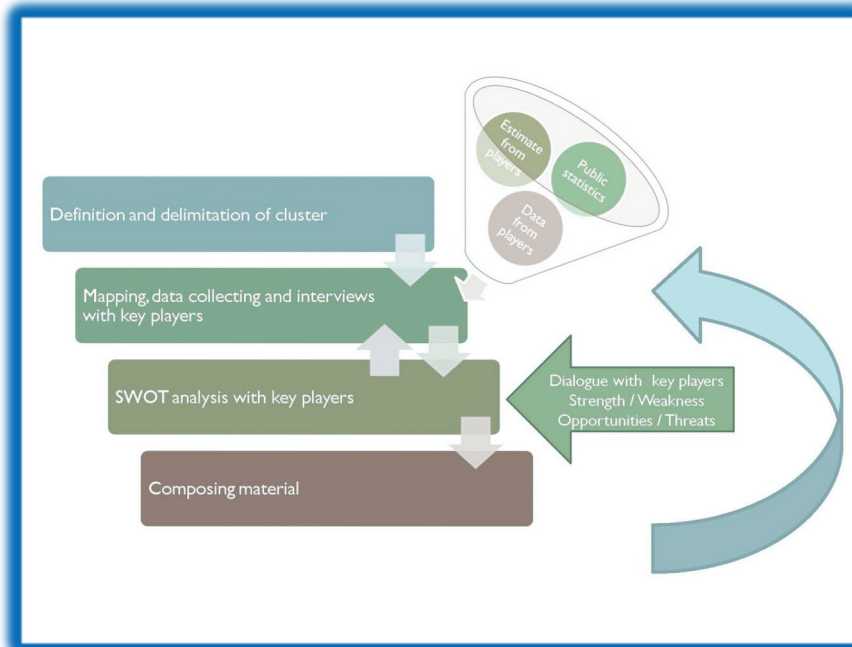 Estimate
from
players
Public
statistics
Data
from
players
Definition and delimitation of cluster
Mapping, data collecting and interviews
with key players
SWOT analysis with key players
Dialogue with key players
Strength / Weakness
Opportunities / Threats
Composing material